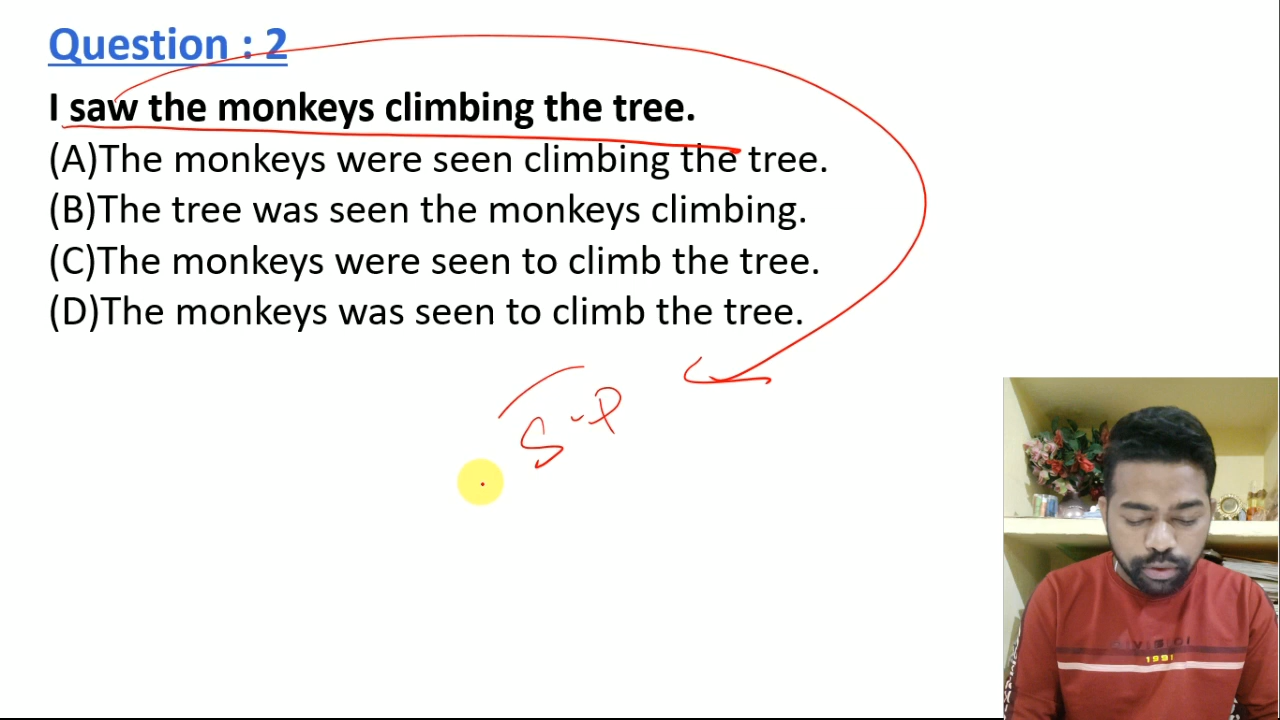 Question : 2
I saw the monkeys climbing the tree.
(A)The monkeys were seen climbing the tree.
(B)The tree was seen the monkeys climbing.
(C)The monkeys were seen to climb the tree.
(D)The monkeys was seen to climb the tree.
S-P
1991